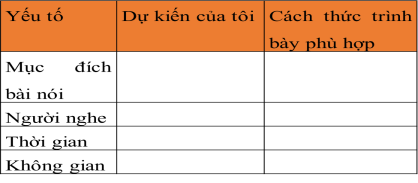 Yếu tố
Dự kiến của tôi
Cách thức trình
bày phù hợp
Mục đích
bài nói
Người nghe
Thời gian
Không gian